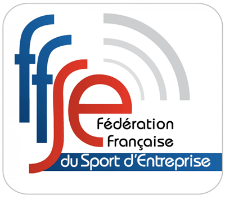 ffse
Fédération
Française
du Sport d'Entreprise